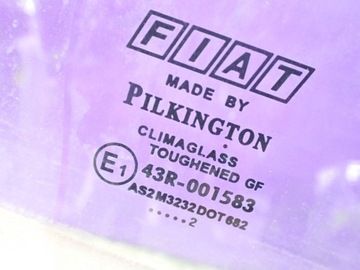 FIAT
MADE BY
PILKINGTON
CLIMAGLASS
TOUGHENED GF
E1 43R-001583
AS2M3232DOT682
.....2